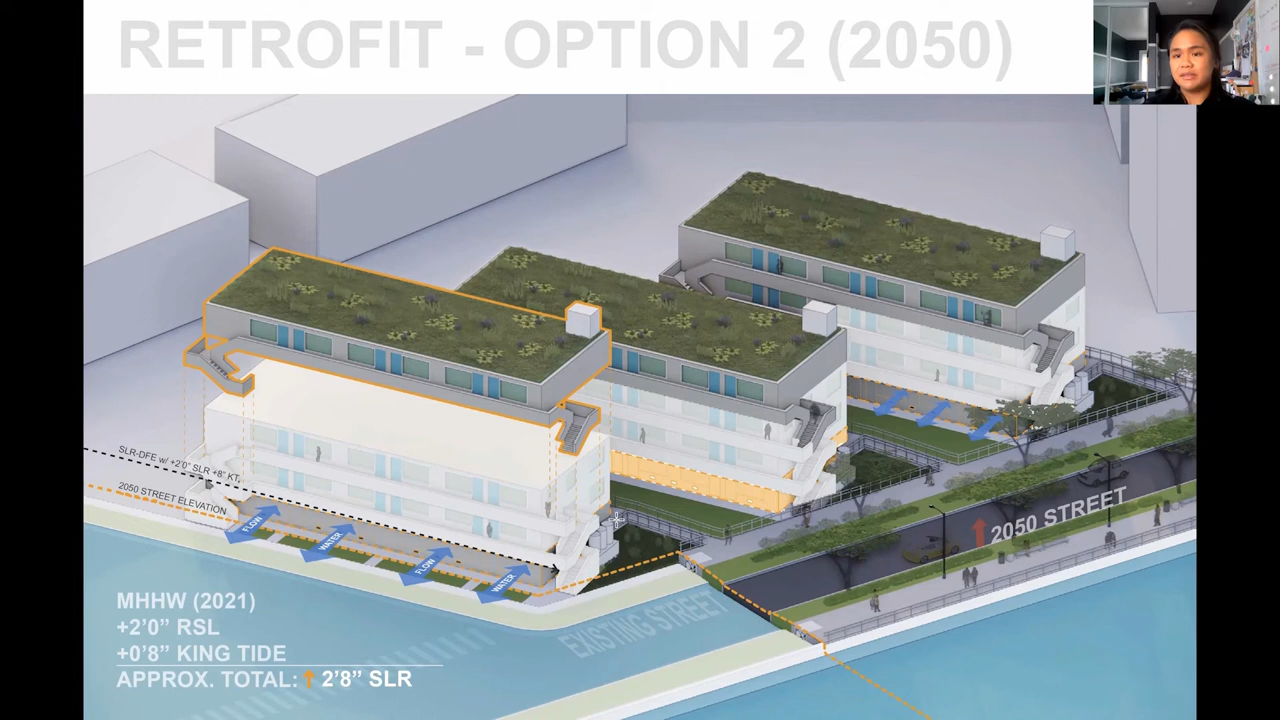 RETROFIT - OPTION 2 (2050)
SLR-DFE w/ +2'0" SLR +8" KT,
2050 STREET ELEVATION
FLOW
WATER
FLOW
WATER
2050 STREET
EXISTING STREET
MHHW (2021)
+2'0” RSL
+0'8” KING TIDE
APPROX. TOTAL: 2'8” SLR